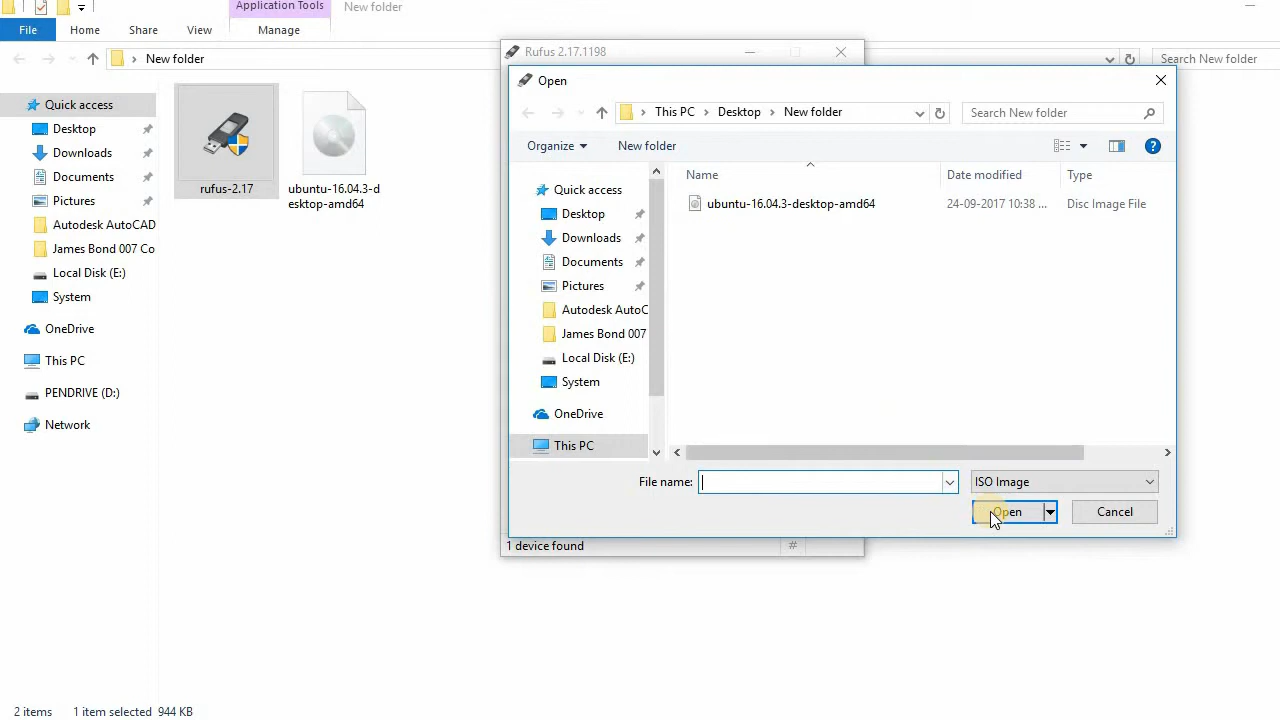 Application Tools
New folder
File
Home
Share
View
Manage
New folder
Search New folder
Quick access
Desktop
Downloads
Documents
Pictures
Autodesk AutoCAD
James Bond 007 Co
Local Disk (E:)
System
OneDrive
This PC
PENDRIVE (D:)
Network
rufus-2.17
ubuntu-16.04.3-d
esktop-amd64
Rufus 2.17.1198
Open
This PC
Desktop
New folder
Search New folder
Organize
New folder
Name
Date modified
Type
ubuntu-16.04.3-desktop-amd64
24-09-2017 10:38 ...
Disc Image File
Quick access
Desktop
Downloads
Documents
Pictures
Autodesk AutoC
James Bond 007
Local Disk (E:)
System
OneDrive
This PC
File name:
ISO Image
Open
Cancel
1 device found
#
2 items
1 item selected 944 KB